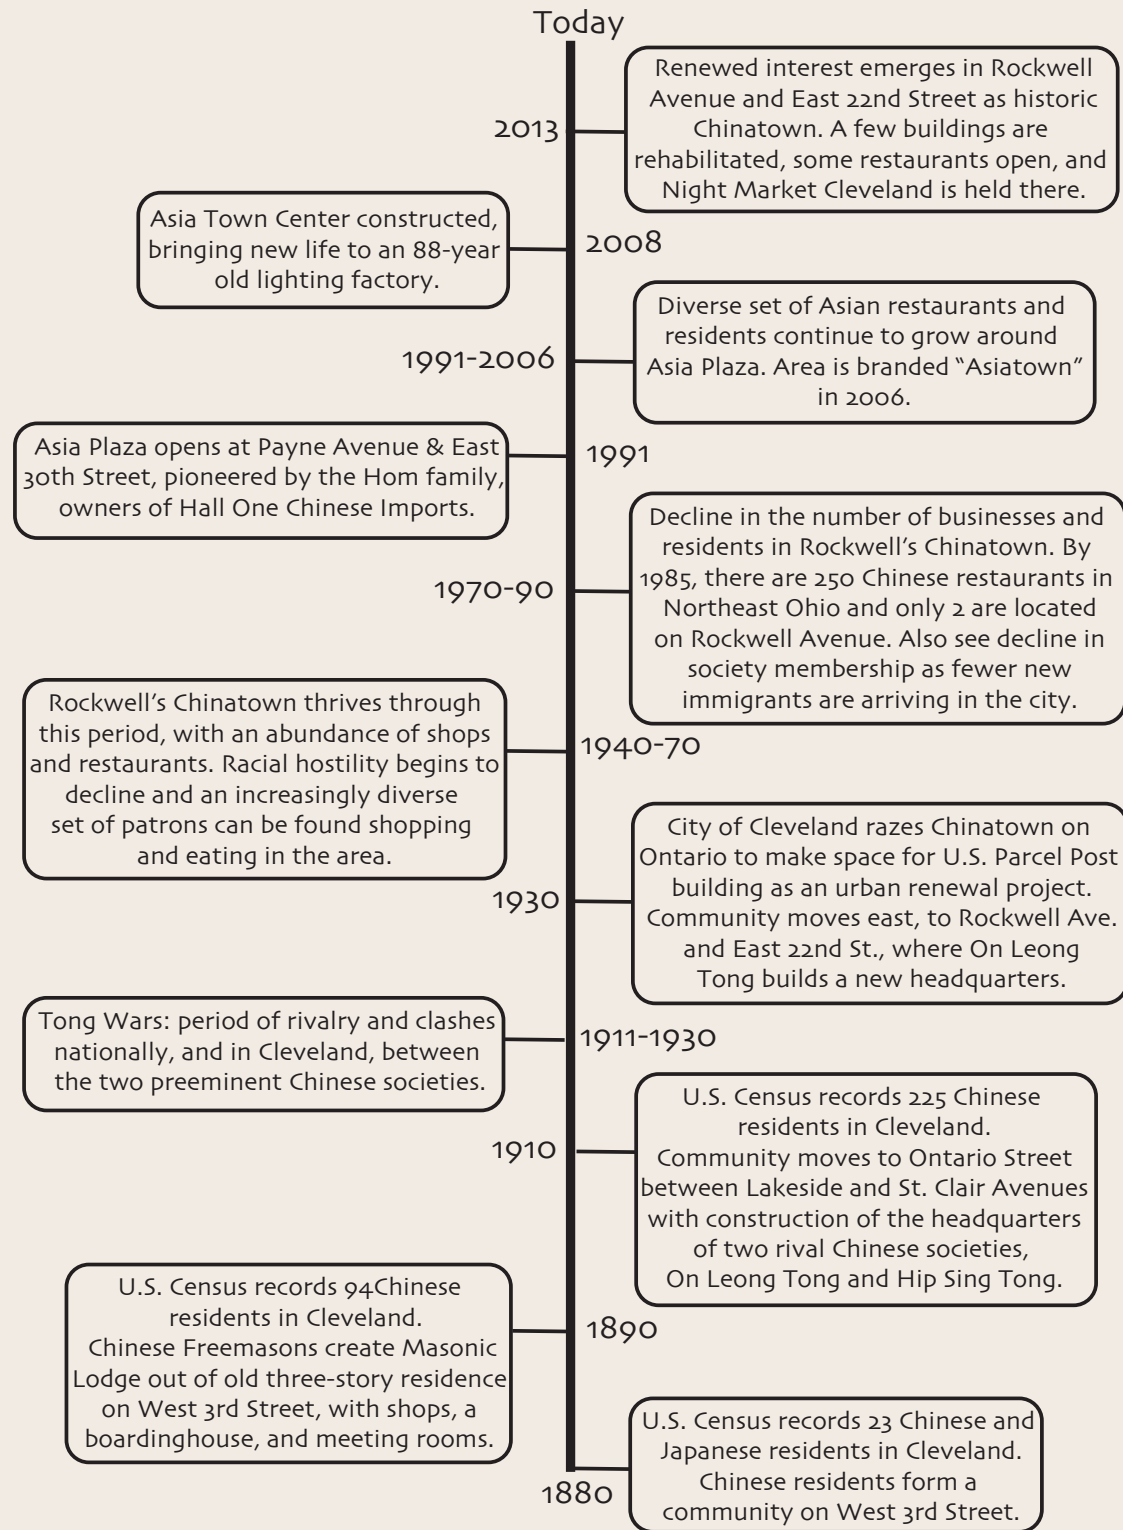 Today
2013
Renewed interest emerges in Rockwell
Avenue and East 22nd Street as historic
Chinatown. A few buildings are
rehabilitated, some restaurants open, and
Night Market Cleveland is held there.
Asia Town Center constructed,
bringing new life to an 88-year
old lighting factory.
2008
1991-2006
Diverse set of Asian restaurants and
residents continue to grow around
Asia Plaza. Area is branded “Asiatown”
in 2006.
Asia Plaza opens at Payne Avenue & East
30th Street, pioneered by the Hom family,
owners of Hall One Chinese Imports.
1991
1970-90
Decline in the number of businesses and
residents in Rockwell’s Chinatown. By
1985, there are 250 Chinese restaurants in
Northeast Ohio and only 2 are located
on Rockwell Avenue. Also see decline in
society membership as fewer new
immigrants are arriving in the city.
Rockwell’s Chinatown thrives through
this period, with an abundance of shops
and restaurants. Racial hostility begins to
decline and an increasingly diverse
set of patrons can be found shopping
and eating in the area.
1940-70
1930
City of Cleveland razes Chinatown on
Ontario to make space for U.S. Parcel Post
building as an urban renewal project.
Community moves east, to Rockwell Ave.
and East 22nd St., where On Leong
Tong builds a new headquarters.
Tong Wars: period of rivalry and clashes
nationally, and in Cleveland, between
the two preeminent Chinese societies.
1911-1930
1910
U.S. Census records 225 Chinese
residents in Cleveland.
Community moves to Ontario Street
between Lakeside and St. Clair Avenues
with construction of the headquarters
of two rival Chinese societies,
On Leong Tong and Hip Sing Tong.
U.S. Census records 94Chinese
residents in Cleveland.
Chinese Freemasons create Masonic
Lodge out of old three-story residence
on West 3rd Street, with shops, a
boardinghouse, and meeting rooms.
1890
1880
U.S. Census records 23 Chinese and
Japanese residents in Cleveland.
Chinese residents form a
community on West 3rd Street.